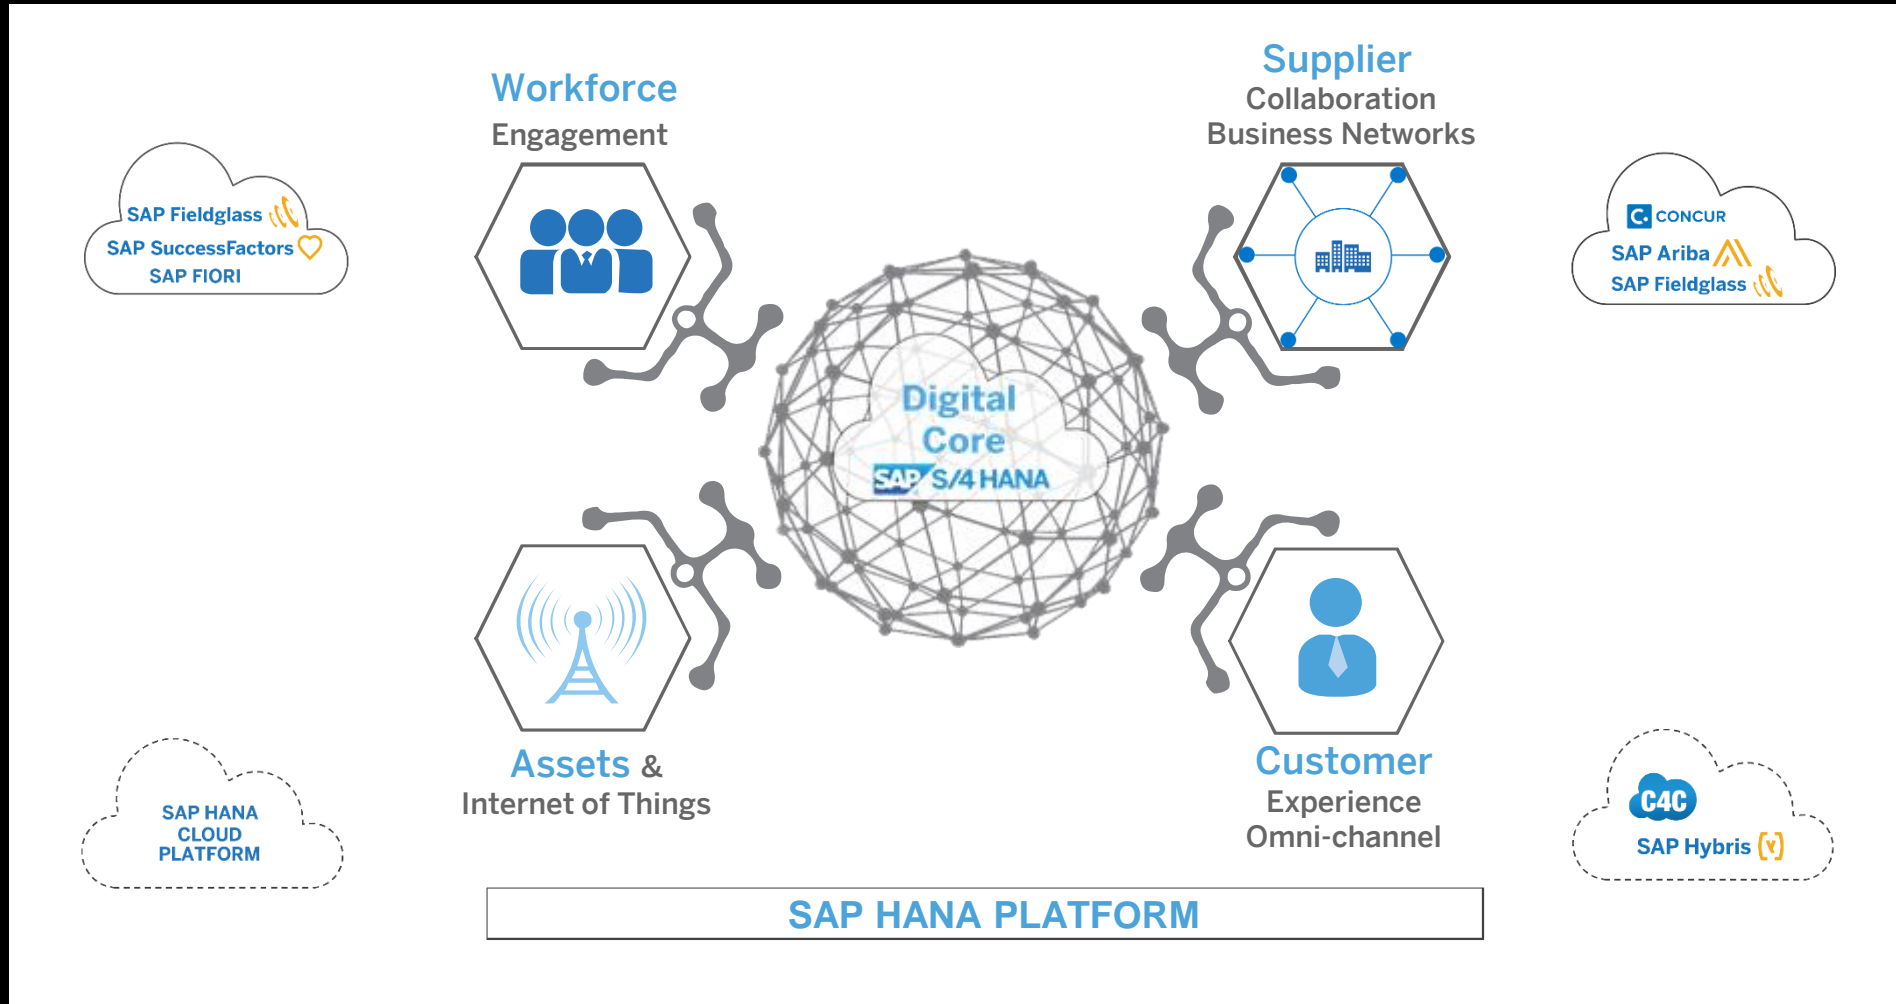 Workforce
Engagement
Supplier
Collaboration
Business Networks
SAP Fieldglass
SAP SuccessFactors
SAP FIORI
C. CONCUR
SAP Ariba
SAP Fieldglass
Digital
Core
SAP S/4 HANA
Assets &
Internet of Things
Customer
Experience
Omni-channel
SAP HANA
CLOUD
PLATFORM
C4C
SAP Hybris
SAP HANA PLATFORM